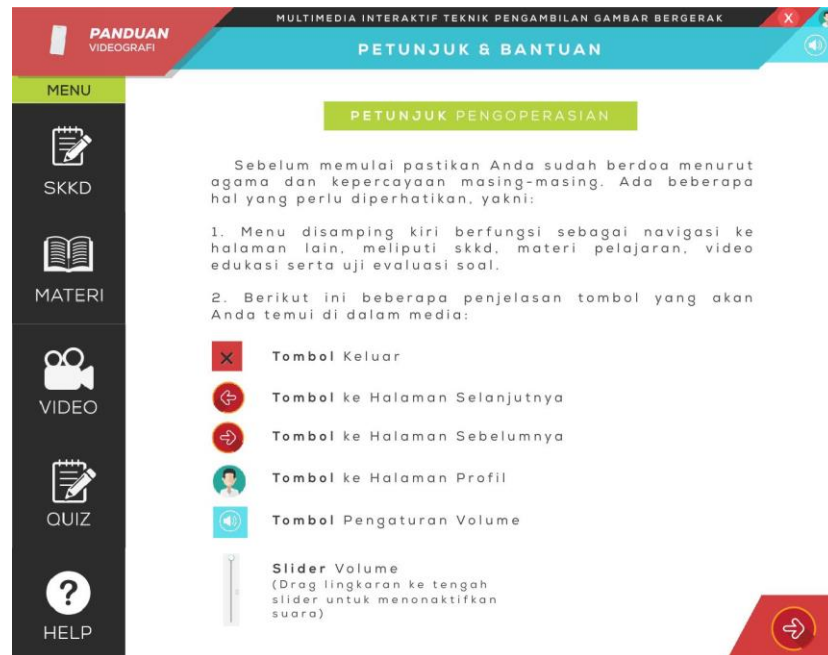 MULTIMEDIA INTERAKTIF TEKNIK PENGAMBILAN GAMBAR BERGERAK
X
PANDUAN
VIDEOGRAFI
PETUNJUK & BANTUAN
MENU
SKKD
MATERI
VIDEO
QUIZ
?
HELP
PETUNJUK PENGOPERASIAN
Sebelum memulai pastikan Anda sudah berdoa menurut
agama dan kepercayaan masing-masing. Ada beberapa
hal yang perlu diperhatikan, yakni:
1. Menu disamping kiri berfungsi sebagai navigasi ke
halaman lain, meliputi skkd, materi pelajaran, video
edukasi serta uji evaluasi soal.
2. Berikut ini beberapa penjelasan tombol yang akan
Anda temui di dalam media:
X
Tombol Keluar
Tombol ke Halaman Selanjutnya
Tombol ke Halaman Sebelumnya
Tombol ke Halaman Profil
Tombol Pengaturan Volume
Slider Volume
(Drag lingkaran ke tengah
slider untuk menonaktifkan
suara)